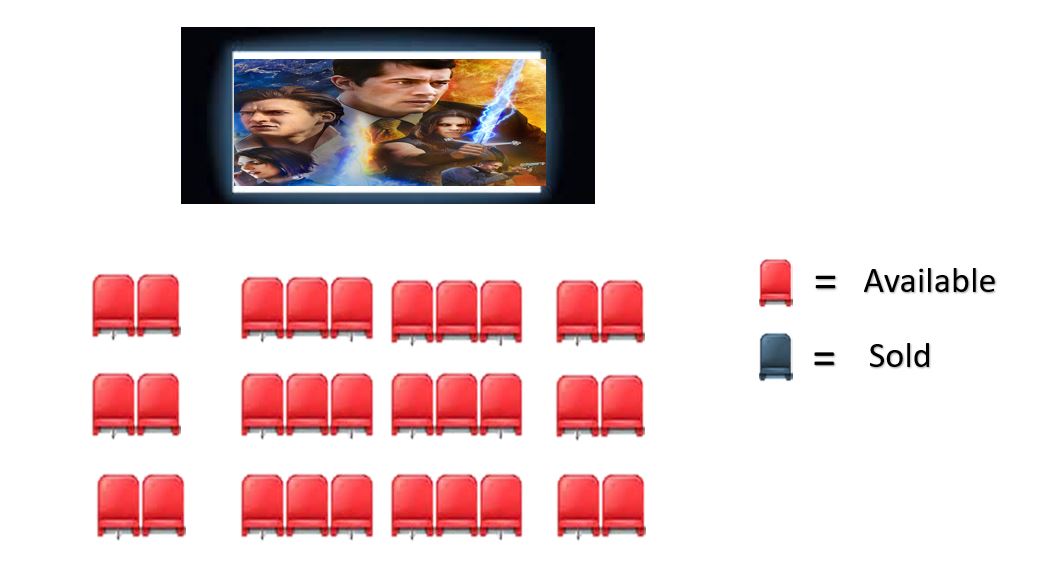 = Available
= Sold